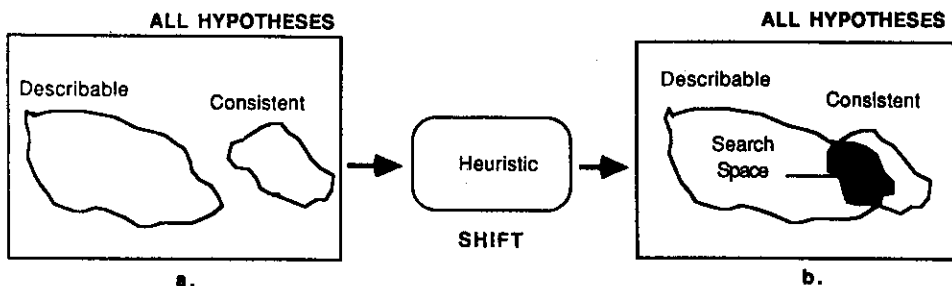 ALL HYPOTHESES
Describable
Consistent
a.
Heuristic
SHIFT
ALL HYPOTHESES
Describable
Consistent
Search
Space
b.